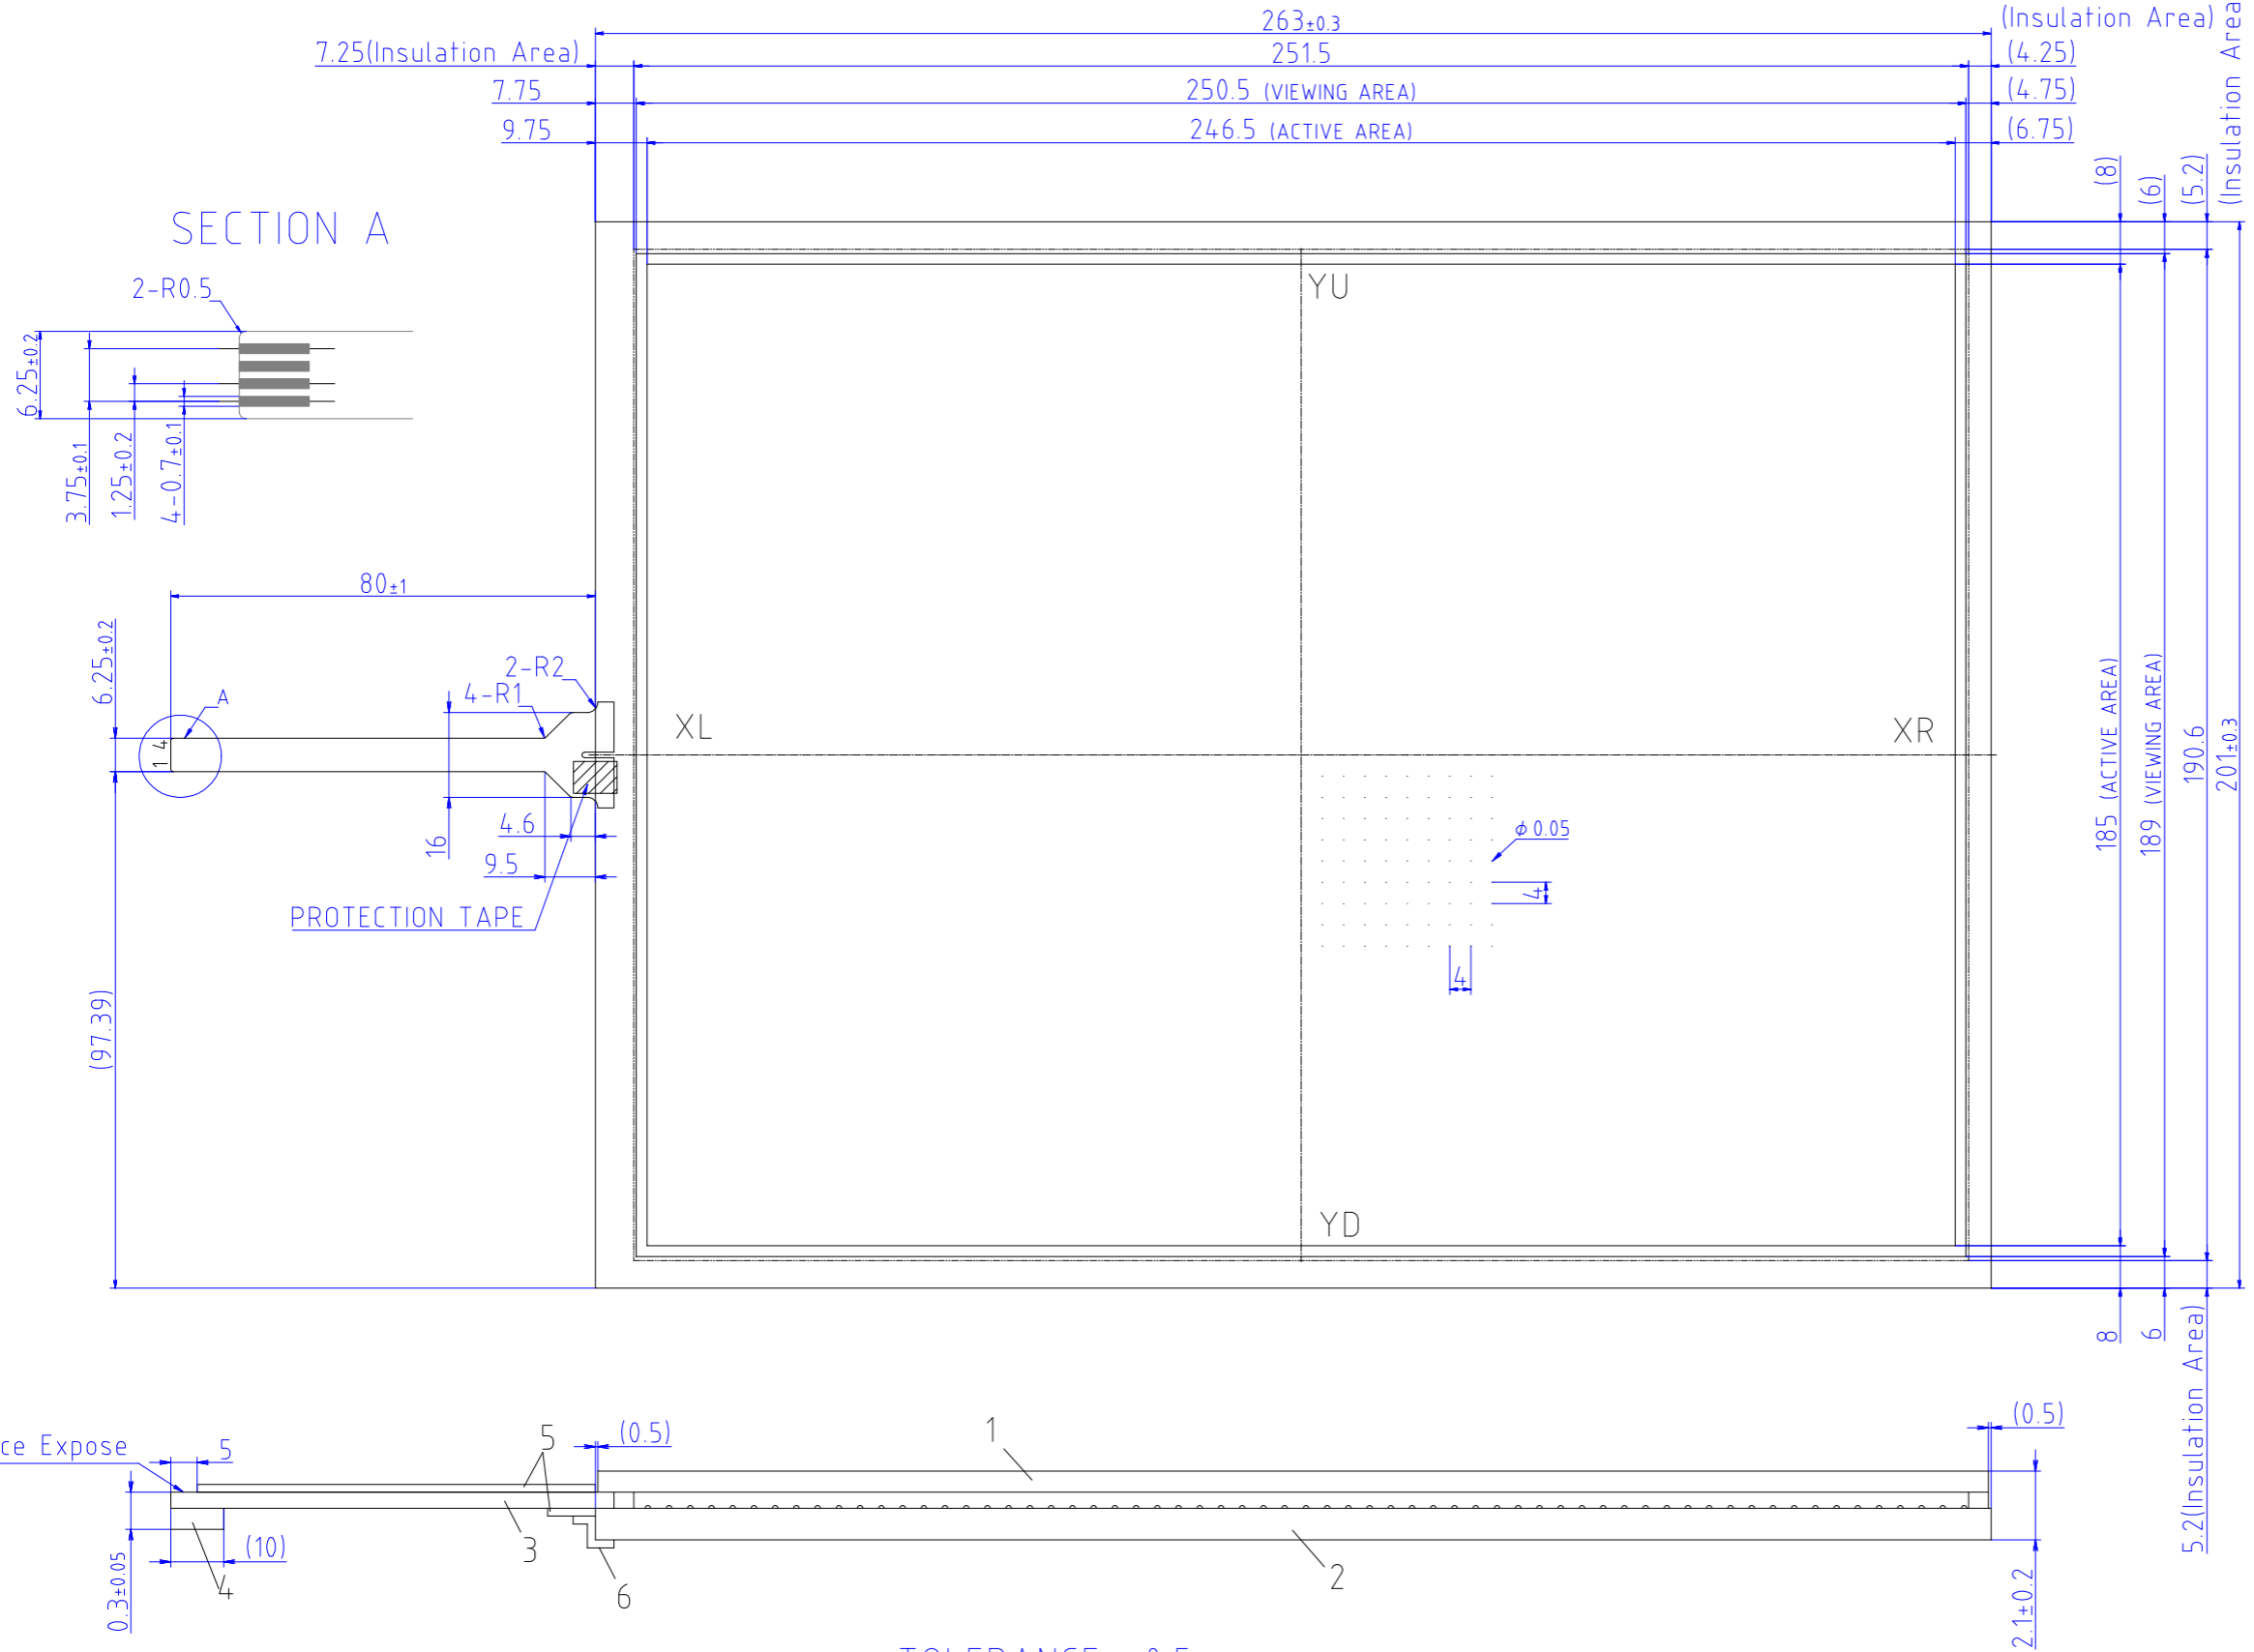 263±0.3
(Insulation Area)
7.25(Insulation Area)
251.5
(4.25)
7.75
250.5 (VIEWING AREA)
(4.75)
9.75
246.5 (ACTIVE AREA)
(6.75)
(8)
(6)
(5.2)
(Insulation Area
SECTION A
2-R0.5
6.25±0.2
3.75±0.1
1.25±0.2
4-0.7±0.1
YU
80±1
6.25±0.2
2-R2
4-R1
A
1 4
XL
XR
16
4.6
9.5
PROTECTION TAPE
(97.39)
ϕ 0.05
4
4
185 (ACTIVE AREA)
189 (VIEWING AREA)
190.6
201±0.3
YD
8
6
5.2(Insulation Area)
ce Expose
5
5
(0.5)
1
(0.5)
0.3±0.05
(10)
4
3
6
2
2.1±0.2